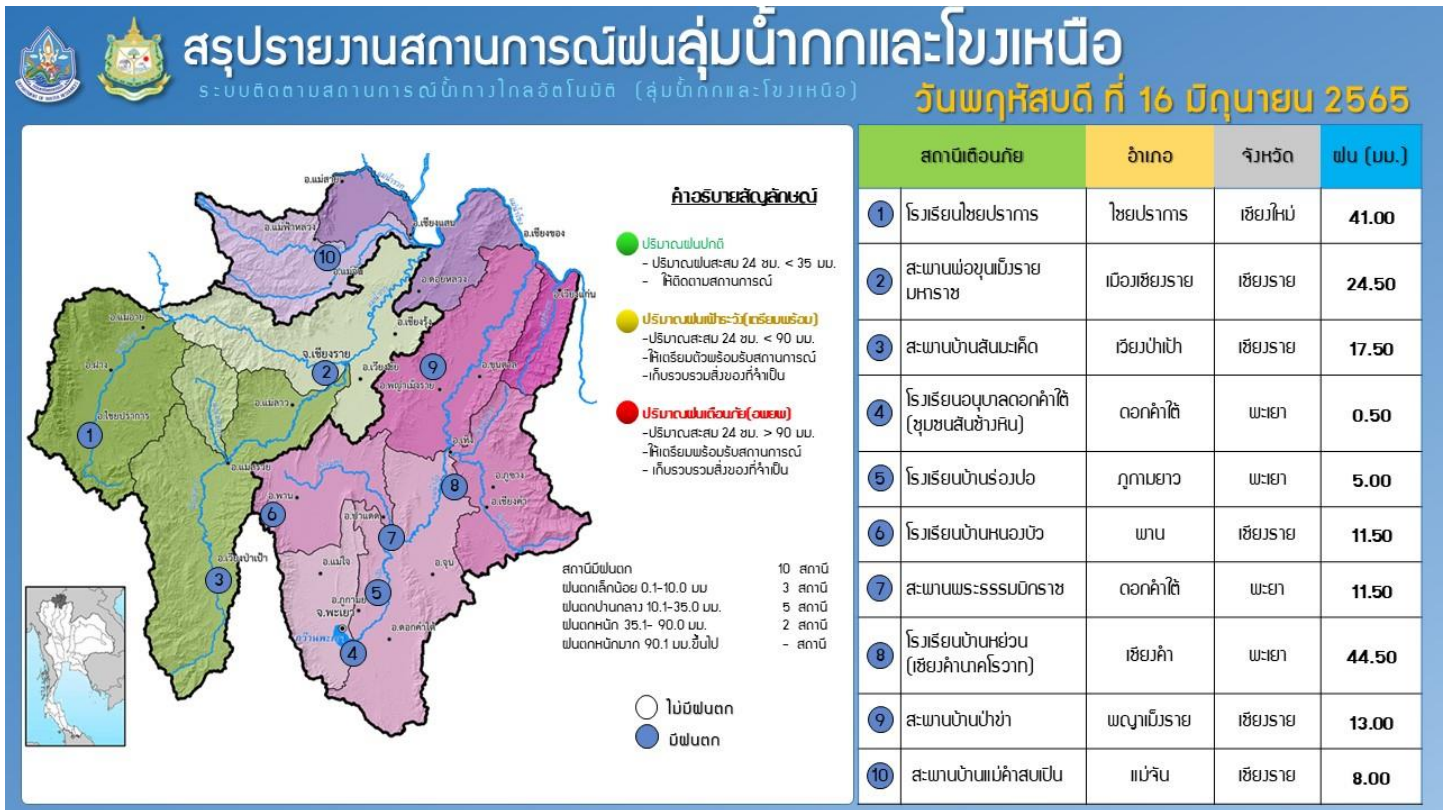 สรุปรายงานสถานการณ์ฝนลุ่มน้ำกกและโขงเหนือ
ระบบติดตามสถานการณ์น้ำทางไกลอัตโนมัติ (ลุ่มน้ำกกและโขงเหนือ)
วันพฤหัสบดี ที่ 16 มิถุนายน 2565
อ.แม่สาย
อ.แม่ฟ้าหลวง
อ.เชียงแสน
อ.เชียงของ
10
อ.แม่จัน
อ.ดอยหลวง
อ.เวียงแก่น
อ.แม่อาย
อ.เชียงรุ้ง
จ.เชียงราย
อ.ฝาง
2
อ.เวียงชัย
9
อ.ขุนตาล
อ.พญาเม็งราย
อ.ไชยปราการ
อ.แม่ลาว
1
อ.เทิง
อ.แม่สรวย
8
อ.ภูซาง
อ.พาน
อ.เชียงคำ
6
อ.ป่าแดด
7
อ.เวียงป่าเป้า
อ.แม่ใจ
อ.จุน
3
5
จ.พะเยา
อ.ดอกคำใต้
4
คำอธิบายสัญลักษณ์
ปริมาณฝนปกติ
- ปริมาณฝนสะสม 24 ชม. < 35 มม.
- ให้ติดตามสถานการณ์
ปริมาณฝนเฝ้าระวัง(เตรียมพร้อม)
-ปริมาณสะสม 24 ชม. < 90 มม.
-ให้เตรียมตัวพร้อมรับสถานการณ์
-เก็บรวบรวมสิ่งของที่จำเป็น
ปริมาณฝนเตือนภัย(อพยพ)
-ปริมาณสะสม 24 ชม. > 90 มม.
-ให้เตรียมพร้อมรับสถานการณ์
- เก็บรวบรวมสิ่งของที่จำเป็น
สถานีมีฝนตก 10 สถานี
ฝนตกเล็กน้อย 0.1-10.0 มม 3 สถานี
ฝนตกปานกลาง 10.1-35.0 มม. 5 สถานี
ฝนตกหนัก 35.1- 90.0 มม. 2 สถานี
ฝนตกหนักมาก 90.1 มม.ขึ้นไป - สถานี
ไม่มีฝนตก
มีฝนตก
สถานีเตือนภัย อำเภอ จังหวัด ฝน (มม.)
1 โรงเรียนไชยปราการ ไชยปราการ เชียงใหม่ 41.00
2 สะพานพ่อขุนเม็งราย
มหาราช เมืองเชียงราย เชียงราย 24.50
3 สะพานบ้านสันมะเค็ด เวียงป่าเป้า เชียงราย 17.50
4 โรงเรียนอนุบาลดอกคำใต้
(ชุมชนสันช้างหิน) ดอกคำใต้ พะเยา 0.50
5 โรงเรียนบ้านร่องปอ ภูกามยาว พะเยา 5.00
6 โรงเรียนบ้านหนองบัว พาน เชียงราย 11.50
7 สะพานพระธรรมมิกราช ดอกคำใต้ พะเยา 11.50
8 โรงเรียนบ้านหย่วน
(เชียงคำนาคโรวาท) เชียงคำ พะเยา 44.50
9 สะพานบ้านป่าข่า พญาเม็งราย เชียงราย 13.00
10 สะพานบ้านแม่คำสบเปิน แม่จัน เชียงราย 8.00